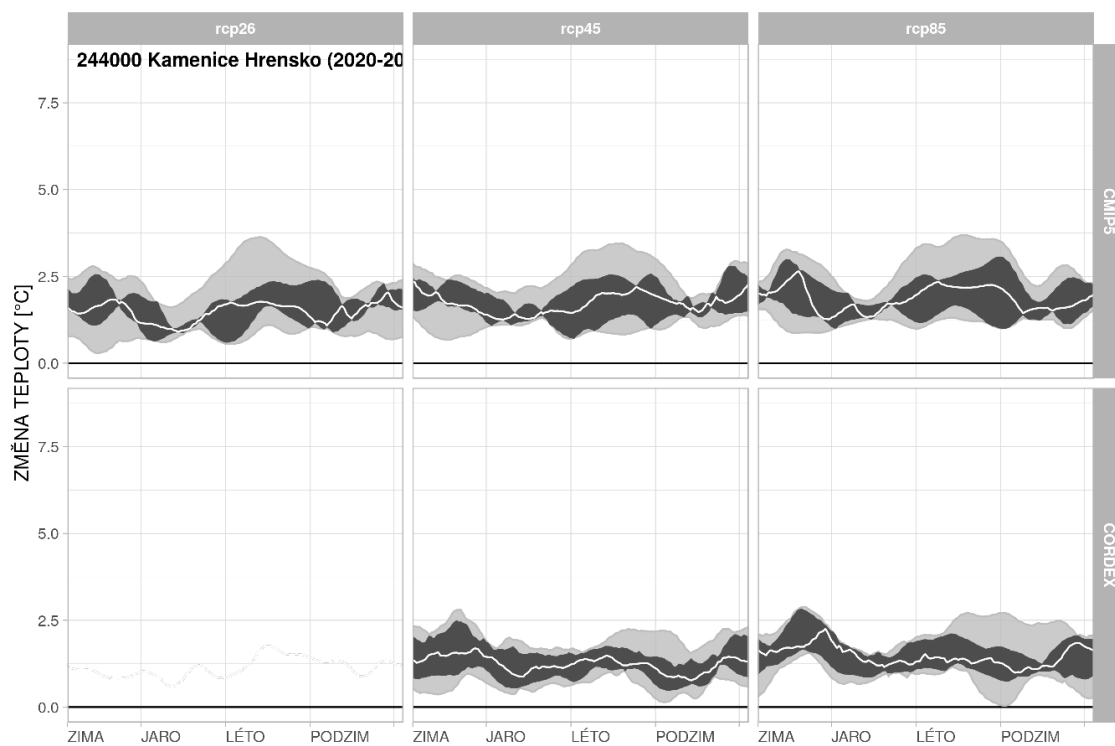 rcp26 rcp45 rcp85
244000 Kamenice Hrensko (2020-20
7.5
5.0
2.5
0.0
CMIP5
ZMĚNA TEPLOTY [°C]
7.5
5.0
2.5
0.0
CORDEX
ZIMA JARO LÉTO PODZIM ZIMA JARO LÉTO PODZIM ZIMA JARO LÉTO PODZIM